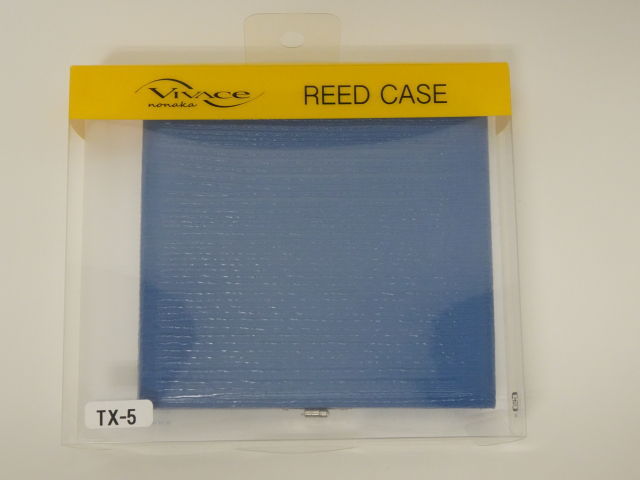 Vivace
nonaka
REED CASE
TX-5